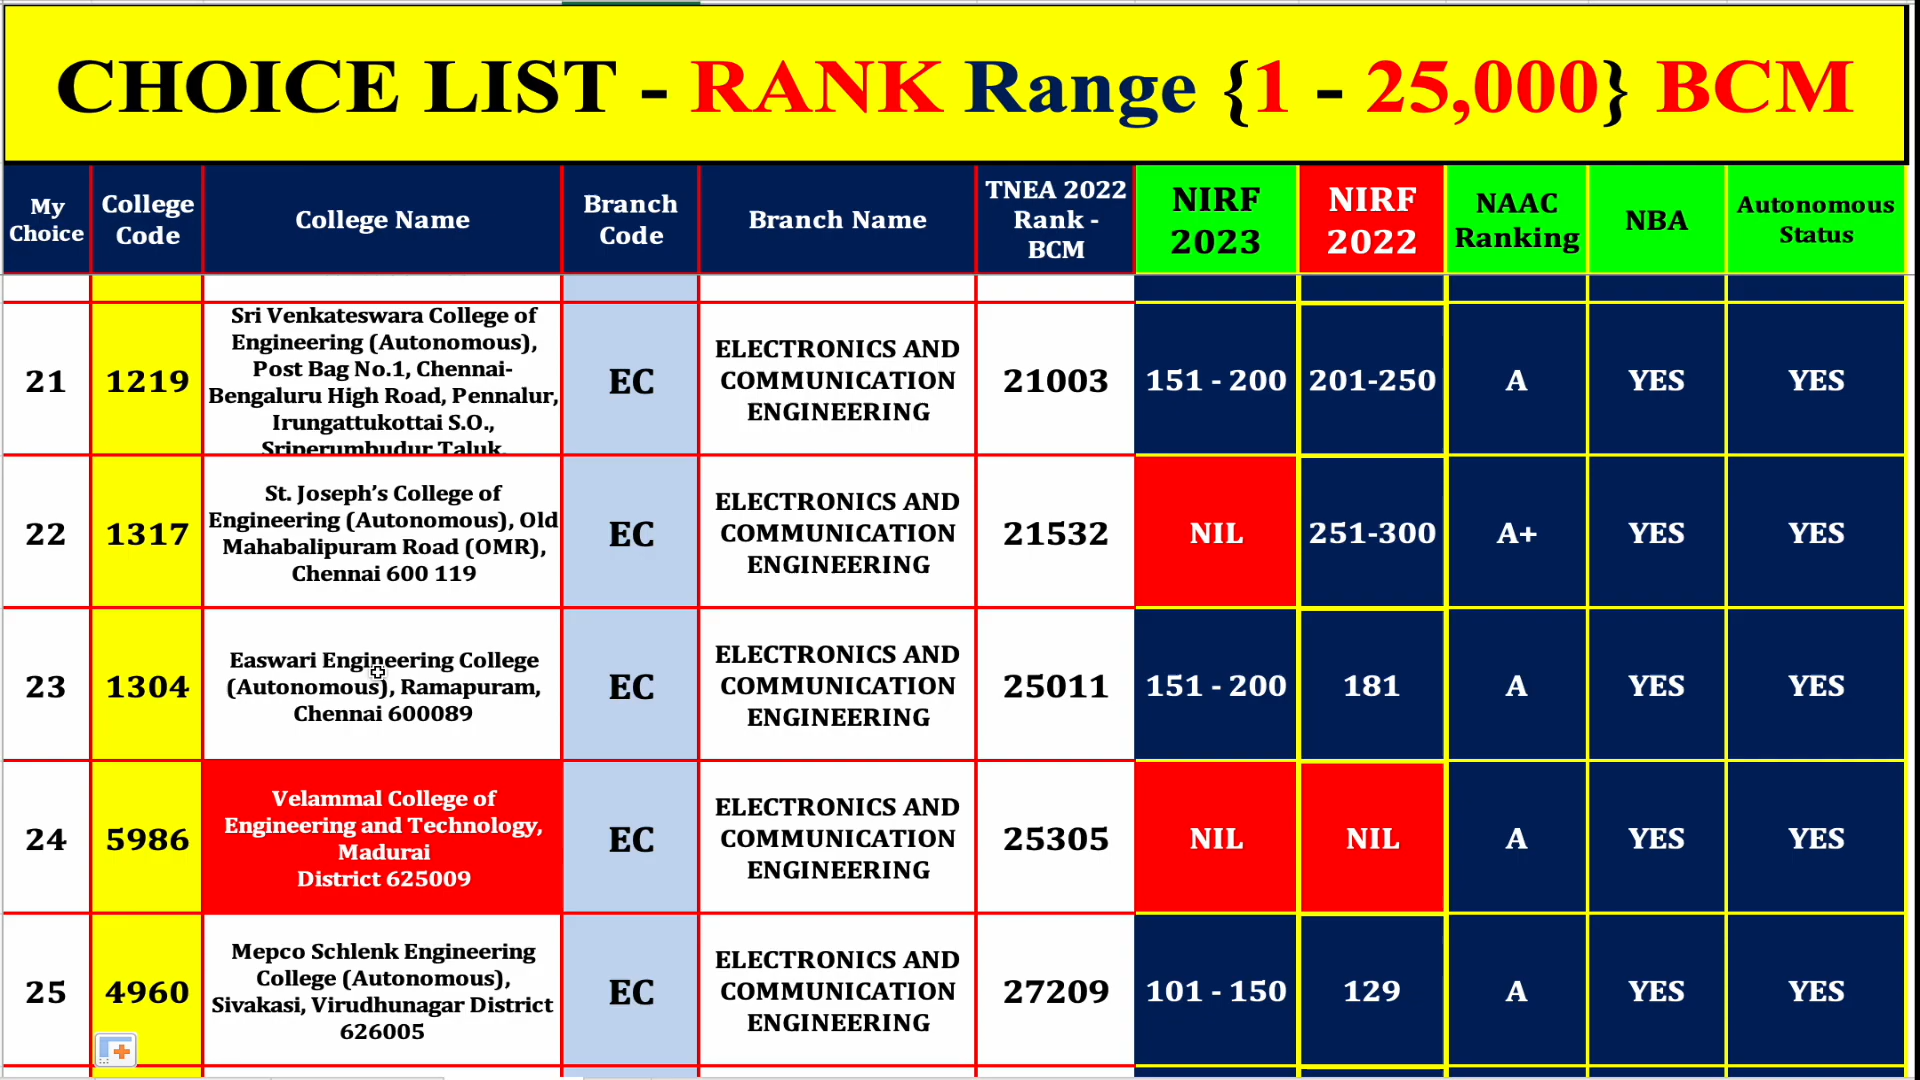 CHOICE LIST - RANK Range {1 - 25,000} BCM
My
Choice
College
Code
College Name
Branch
Code
Branch Name
TNEA 2022
Rank -
BCM
NIRF
2023
NIRF
2022
NAAC
Ranking
NBA
Autonomous
Status
21
1219
Sri Venkateswara College of
Engineering (Autonomous),
Post Bag No.1, Chennai-
Bengaluru High Road, Pennalur,
Irungattukottai S.O.,
Sriperumbudur Taluk,
EC
ELECTRONICS AND
COMMUNICATION
ENGINEERING
21003
151 - 200
201-250
A
YES
YES
22
1317
St. Joseph’s College of
Engineering (Autonomous), Old
Mahabalipuram Road (OMR),
Chennai 600 119
EC
ELECTRONICS AND
COMMUNICATION
ENGINEERING
21532
NIL
251-300
A+
YES
YES
23
1304
Easwari Engineering College
(Autonomous), Ramapuram,
Chennai 600089
EC
ELECTRONICS AND
COMMUNICATION
ENGINEERING
25011
151 - 200
181
A
YES
YES
24
5986
Velammal College of
Engineering and Technology,
Madurai
District 625009
EC
ELECTRONICS AND
COMMUNICATION
ENGINEERING
25305
NIL
NIL
A
YES
YES
25
4960
Mepco Schlenk Engineering
College (Autonomous),
Sivakasi, Virudhunagar District
626005
EC
ELECTRONICS AND
COMMUNICATION
ENGINEERING
27209
101 - 150
129
A
YES
YES